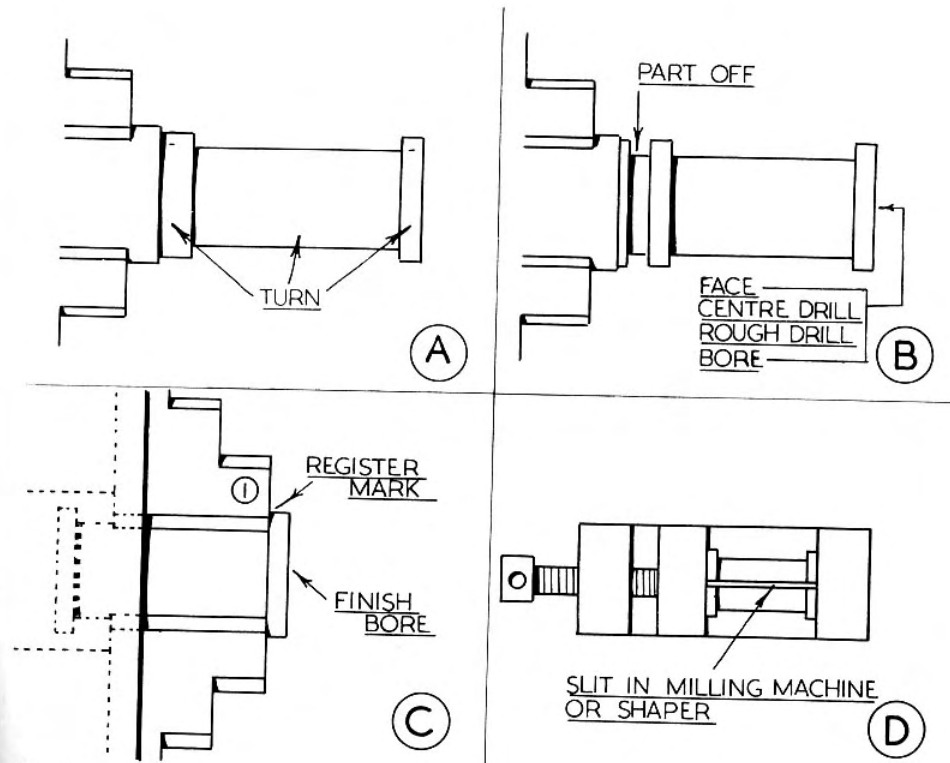 TURN
A
PART OFF
FACE
CENTRE DRILL
ROUGH DRILL
BORE
B
1
REGISTER
MARK
FINISH
BORE
C
SLIT IN MILLING MACHINE
OR SHAPER
D